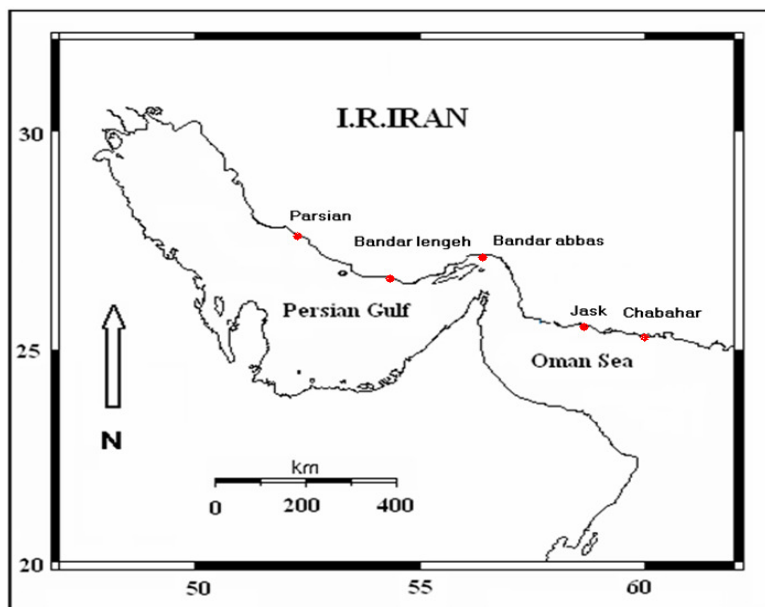 30
I.R.IRAN
Parsian
Bandar lengeh
Bandar abbas
Persian Gulf
Jask
Chabahar
25
Oman Sea
N
km
0 200 400
20
50 55 60